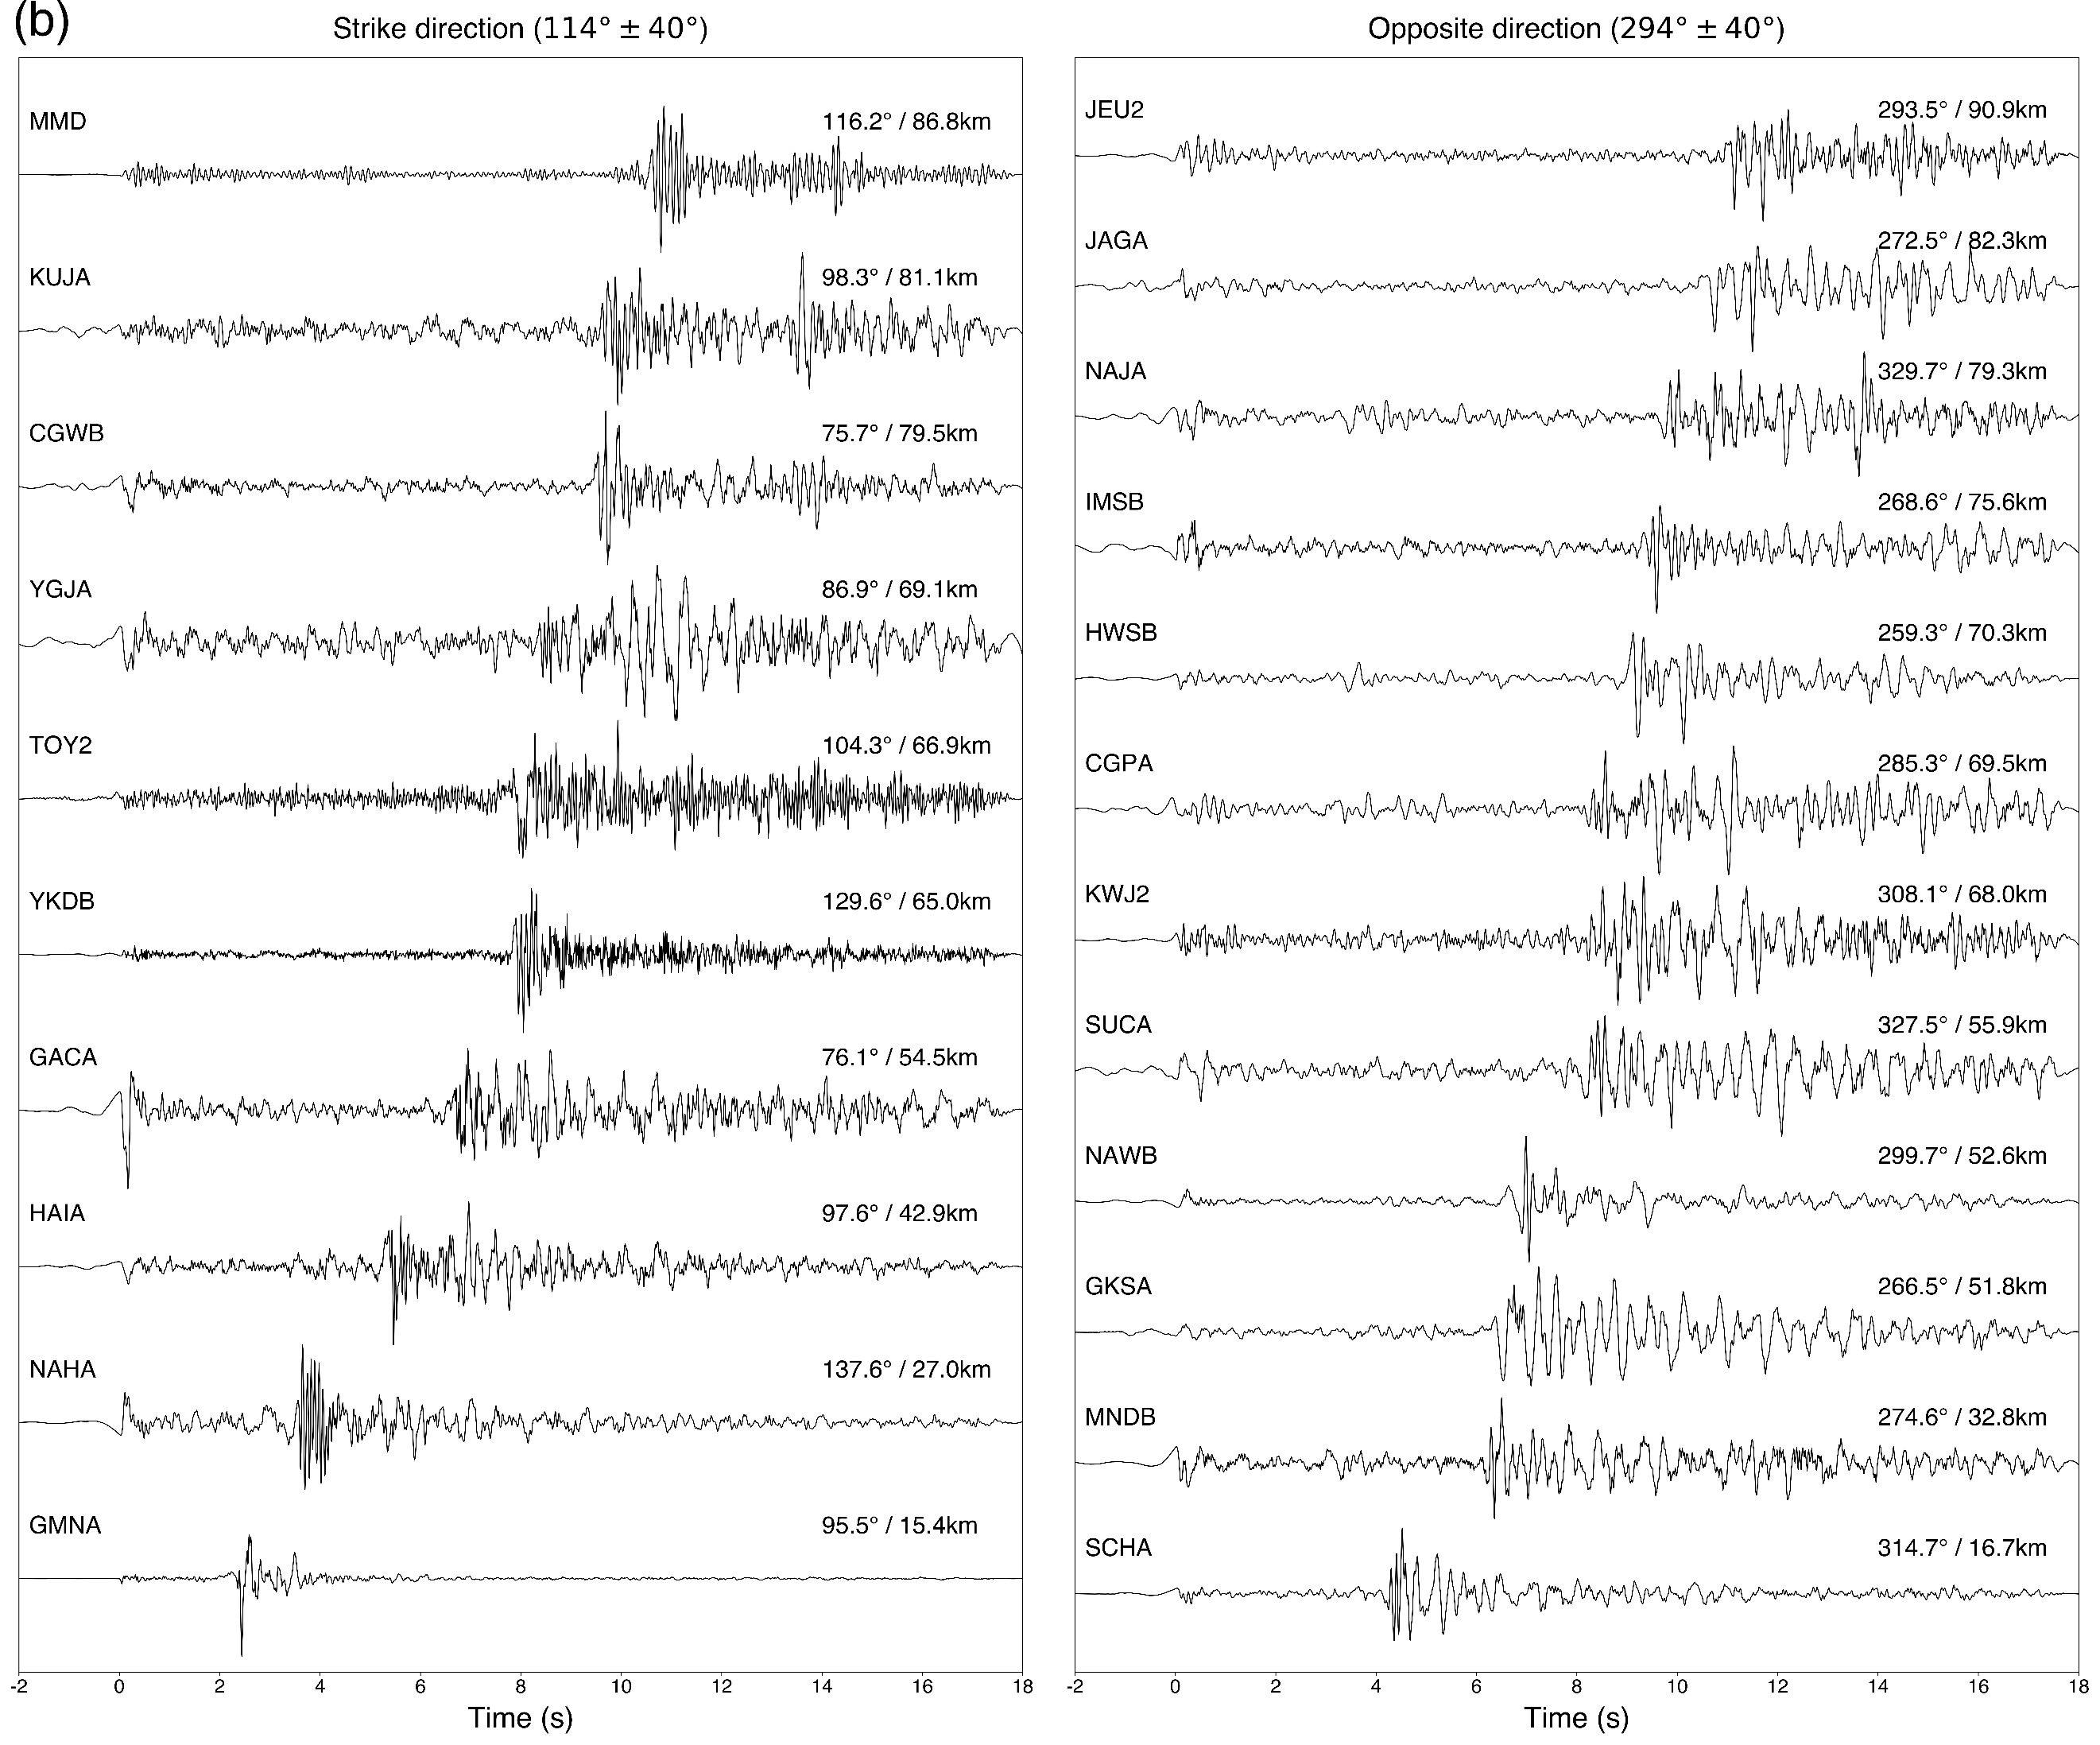 (b)
Strike direction (114° ± 40°)
MMD 116.2° / 86.8km
KUJA 98.3° / 81.1km
CGWB 75.7° / 79.5km
YGJA 86.9° / 69.1km
TOY2 104.3° / 66.9km
YKDB 129.6° / 65.0km
GACA 76.1° / 54.5km
HAIA 97.6° / 42.9km
NAHA 137.6° / 27.0km
GMNA 95.5° / 15.4km
-2 0 2 4 6 8 10 12 14 16 18
Time (s)
Opposite direction (294° ± 40°)
JEU2 293.5° / 90.9km
JAGA 272.5° / 82.3km
NAJA 329.7° / 79.3km
IMSB 268.6° / 75.6km
HWSB 259.3° / 70.3km
CGPA 285.3° / 69.5km
KWJ2 308.1° / 68.0km
SUCA 327.5° / 55.9km
NAWB 299.7° / 52.6km
GKSA 266.5° / 51.8km
MNDB 274.6° / 32.8km
SCHA 314.7° / 16.7km
-2 0 2 4 6 8 10 12 14 16 18
Time (s)